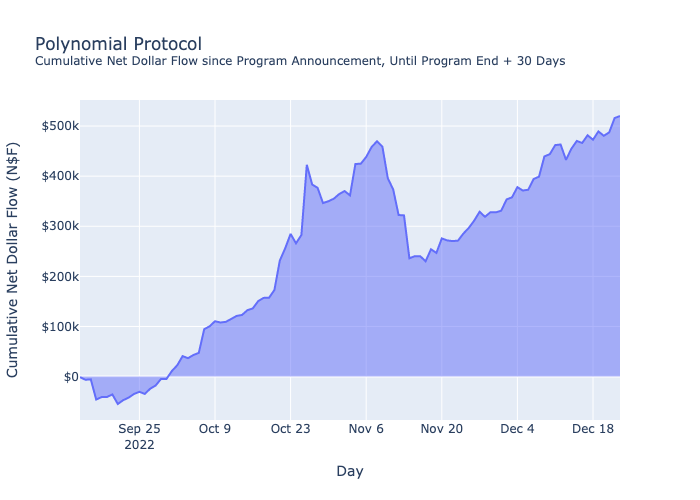 Polynomial Protocol
Cumulative Net Dollar Flow since Program Announcement, Until Program End + 30 Days
Cumulative Net Dollar Flow (N$F)
$500k
$400k
$300k
$200k
$100k
$0
Sep 25
2022
Oct 9
Oct 23
Nov 6
Nov 20
Dec 4
Dec 18
Day